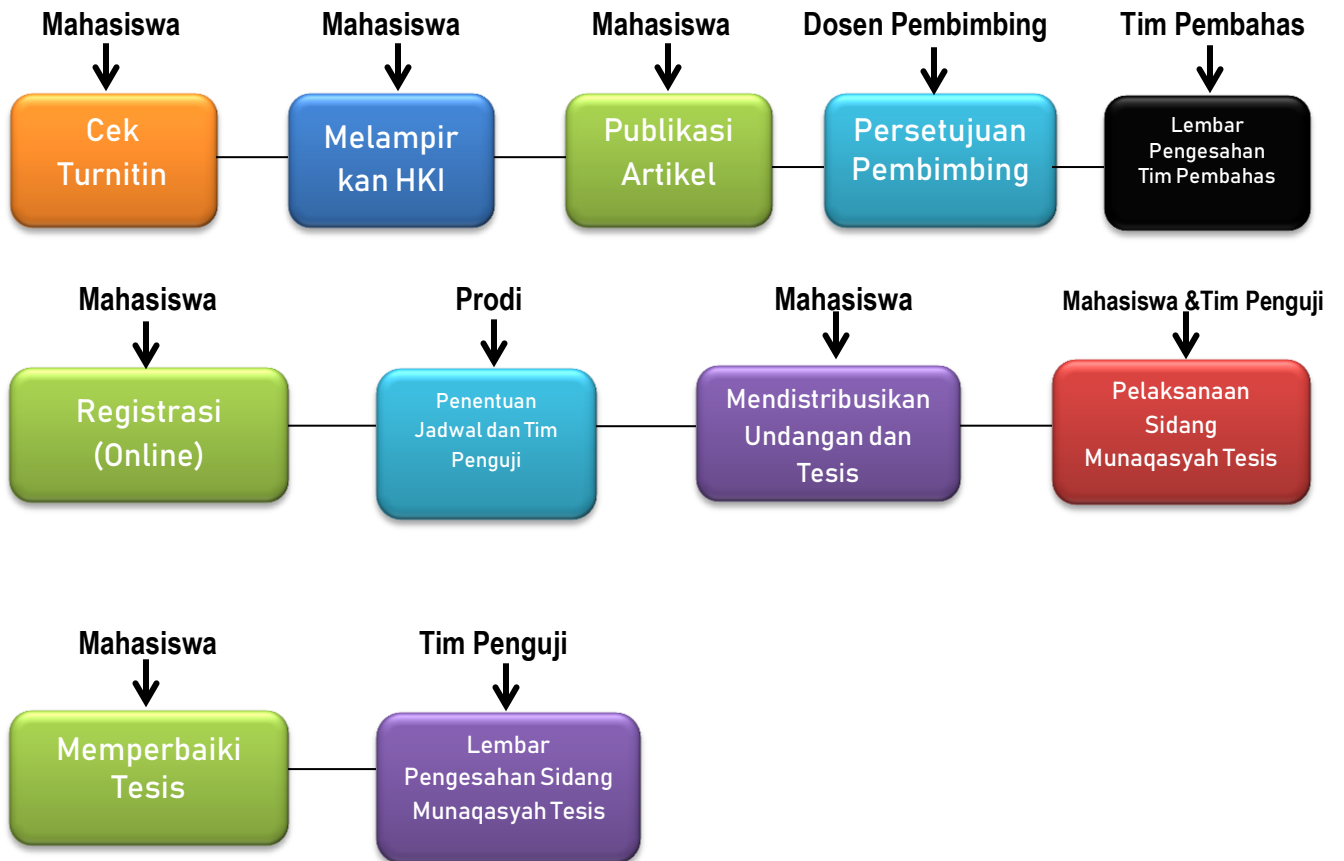 Mahasiswa
Mahasiswa
Mahasiswa
Dosen Pembimbing
Tim Pembahas
Cek
Turnitin
Melampir
kan HKI
Publikasi
Artikel
Persetujuan
Pembimbing
Lembar
Pengesahan
Tim Pembahas
Mahasiswa
Prodi
Mahasiswa
Mahasiswa &Tim Penguji
Registrasi
(Online)
Penentuan
Jadwal dan Tim
Penguji
Mendistribusikan
Undangan dan
Tesis
Pelaksanaan
Sidang
Munaqasyah Tesis
Mahasiswa
Tim Penguji
Memperbaiki
Tesis
Lembar
Pengesahan Sidang
Munaqasyah Tesis